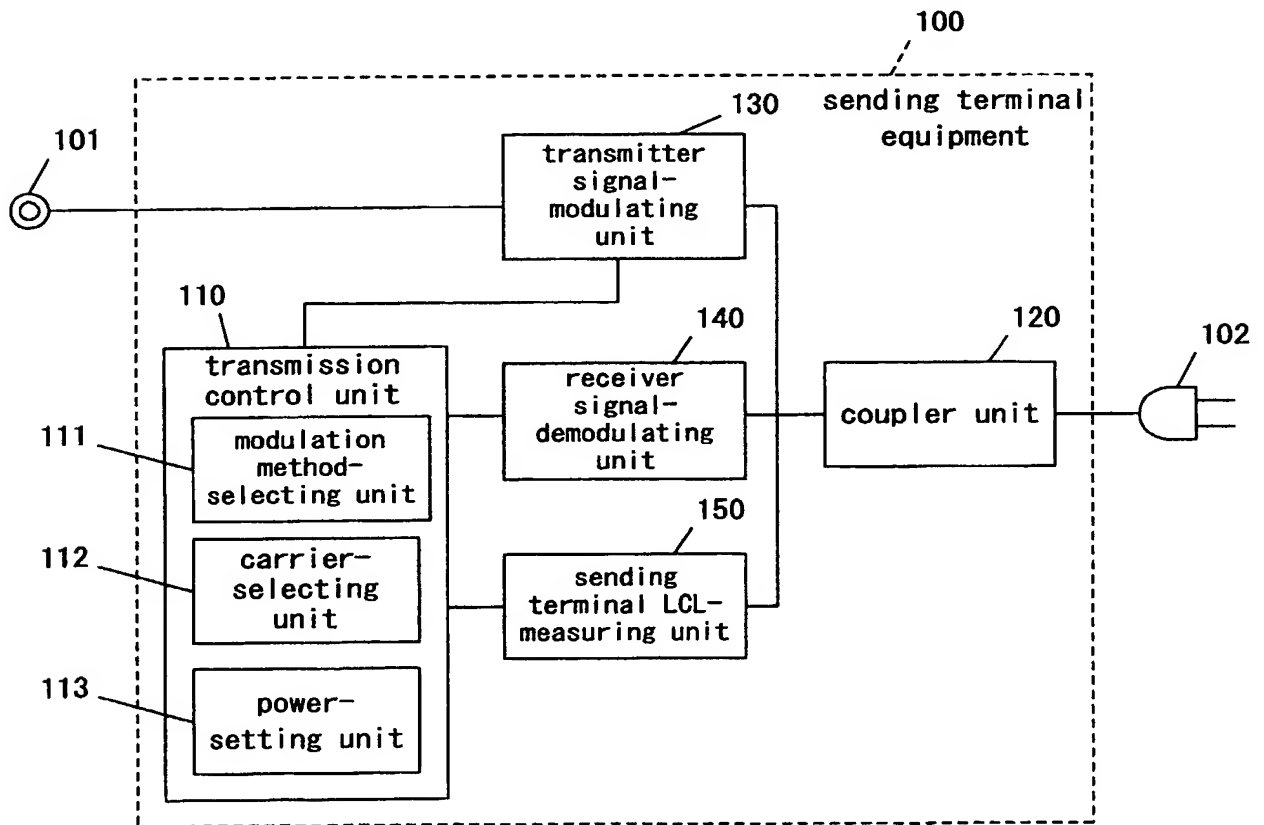 100
sending terminal
equipment
130
101
transmitter
signal-
modulating
unit
110
transmission
control unit
140
receiver
signal-
demodulating
unit
120
coupler unit
102
111
modulation
method-
selecting unit
150
sending
terminal LCL-
measuring unit
112
carrier-
selecting
unit
113
power-
setting unit